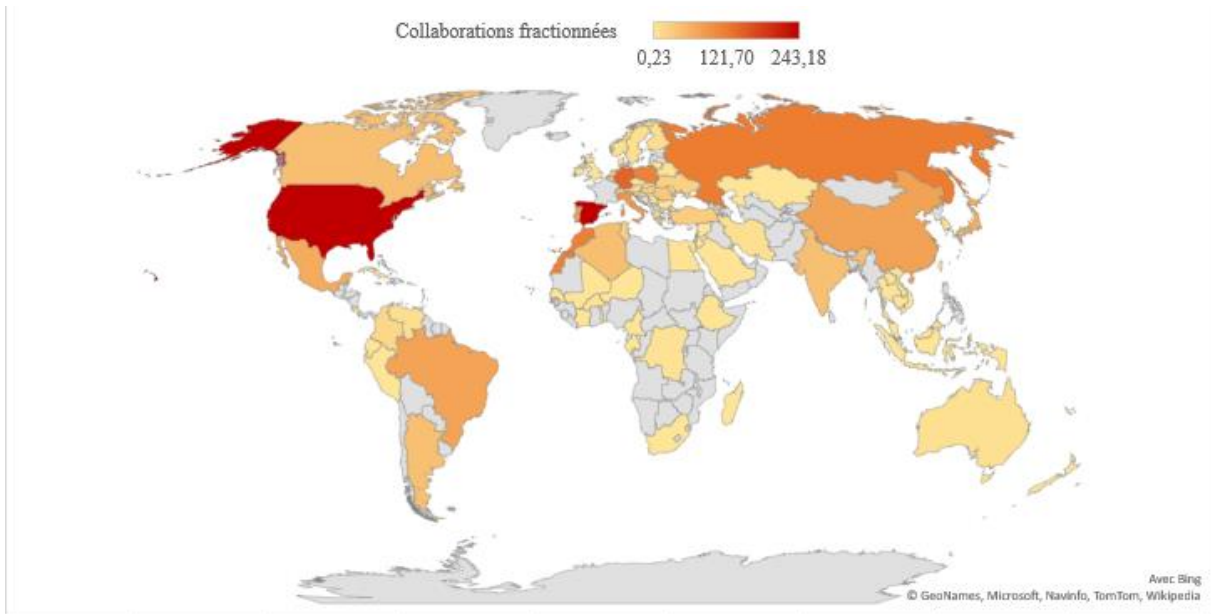 Collaborations fractionnées
0,23 121,70 243,18
Avec Bing
© GeoNames, Microsoft, Navinfo, TomTom, Wikipedia